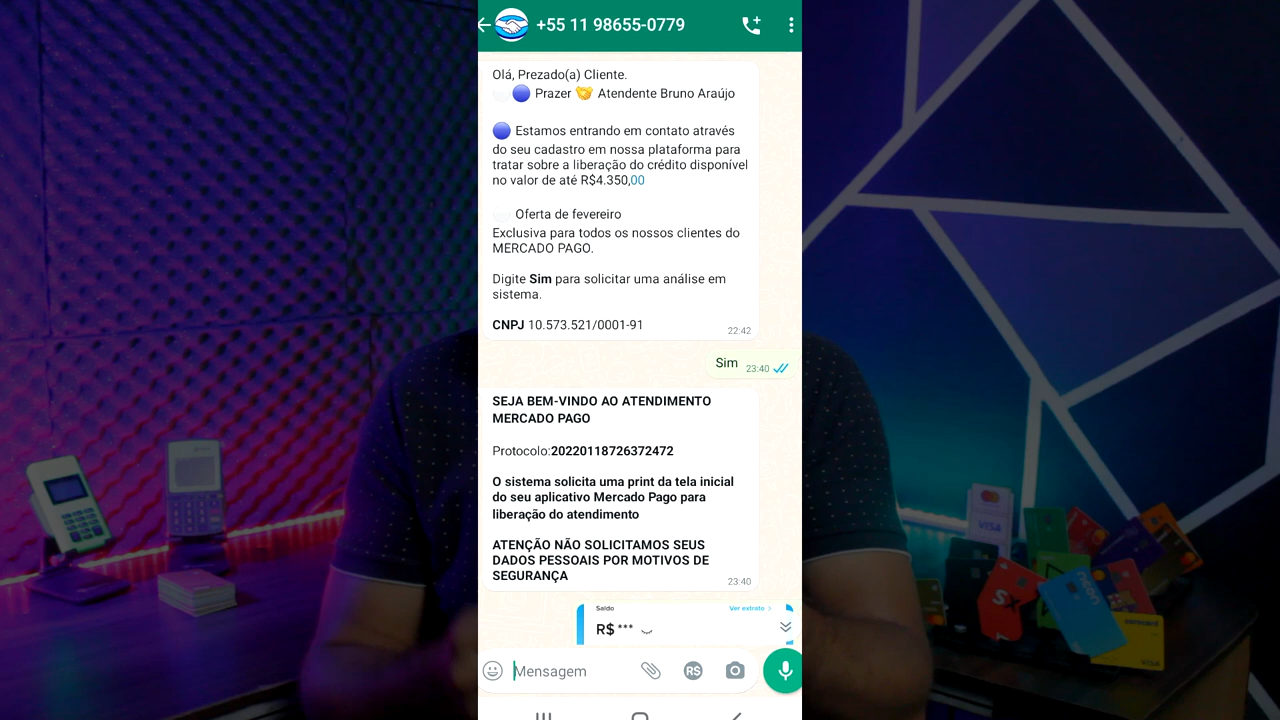 +55 11 98655-0779
Olá, Prezado(a) Cliente.
Prazer 🤝 Atendente Bruno Araújo
Estamos entrando em contato através
do seu cadastro em nossa plataforma para
tratar sobre a liberação do crédito disponível
no valor de até R$4.350,00
Oferta de fevereiro
Exclusiva para todos os nossos clientes do
MERCADO PAGO.
Digite Sim para solicitar uma análise em
sistema.
CNPJ 10.573.521/0001-91
22:42
Sim 23:40
SEJA BEM-VINDO AO ATENDIMENTO
MERCADO PAGO
Protocolo:20220118726372472
O sistema solicita uma print da tela inicial
do seu aplicativo Mercado Pago para
liberação do atendimento
ATENÇÃO NÃO SOLICITAMOS SEUS
DADOS PESSOAIS POR MOTIVOS DE
SEGURANÇA
23:40
Saldo Ver extrato >
R$ ***
Mensagem R$
VISA
neon
VISA